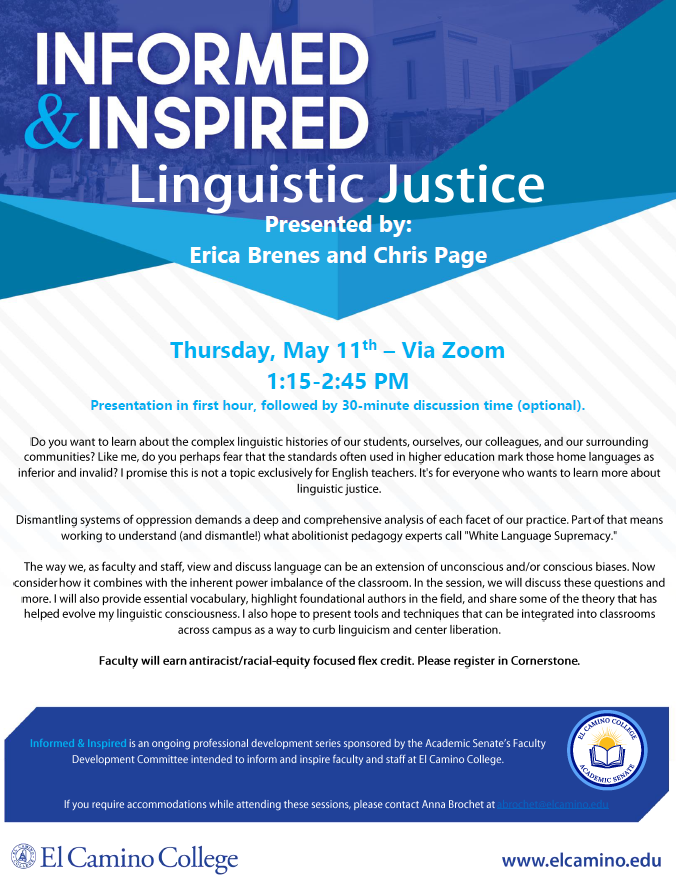 INFORMED
& INSPIRED
Linguistic Justice
Presented by:
Erica Brenes and Chris Page
Thursday, May 11th – Via Zoom
1:15-2:45 PM
Presentation in first hour, followed by 30-minute discussion time (optional).
Do you want to learn about the complex linguistic histories of our students, ourselves, our colleagues, and our surrounding
communities? Like me, do you perhaps fear that the standards often used in higher education mark those home languages as
inferior and invalid? I promise this is not a topic exclusively for English teachers. It's for everyone who wants to learn more about
linguistic justice.
Dismantling systems of oppression demands a deep and comprehensive analysis of each facet of our practice. Part of that means
working to understand (and dismantle!) what abolitionist pedagogy experts call "White Language Supremacy."
The way we, as faculty and staff, view and discuss language can be an extension of unconscious and/or conscious biases. Now
consider how it combines with the inherent power imbalance of the classroom. In the session, we will discuss these questions and
more. I will also provide essential vocabulary, highlight foundational authors in the field, and share some of the theory that has
helped evolve my linguistic consciousness. I also hope to present tools and techniques that can be integrated into classrooms
across campus as a way to curb linguicism and center liberation.
Faculty will earn antiracist/racial-equity focused flex credit. Please register in Cornerstone.
Informed & Inspired is an ongoing professional development series sponsored by the Academic Senate's Faculty
Development Committee intended to inform and inspire faculty and staff at El Camino College.
If you require accommodations while attending these sessions, please contact Anna Brochet at abrochet@elcamino.edu
EL CAMINO COLLEGE
ACADEMIC SENATE
El Camino College
www.elcamino.edu